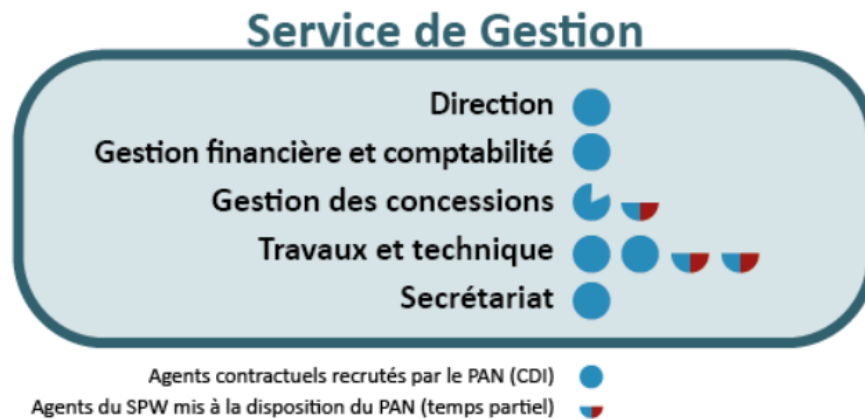 Service de Gestion
Direction
Gestion financière et comptabilité
Gestion des concessions
Travaux et technique
Secrétariat
Agents contractuels recrutés par le PAN (CDI)
Agents du SPW mis à la disposition du PAN (temps partiel)